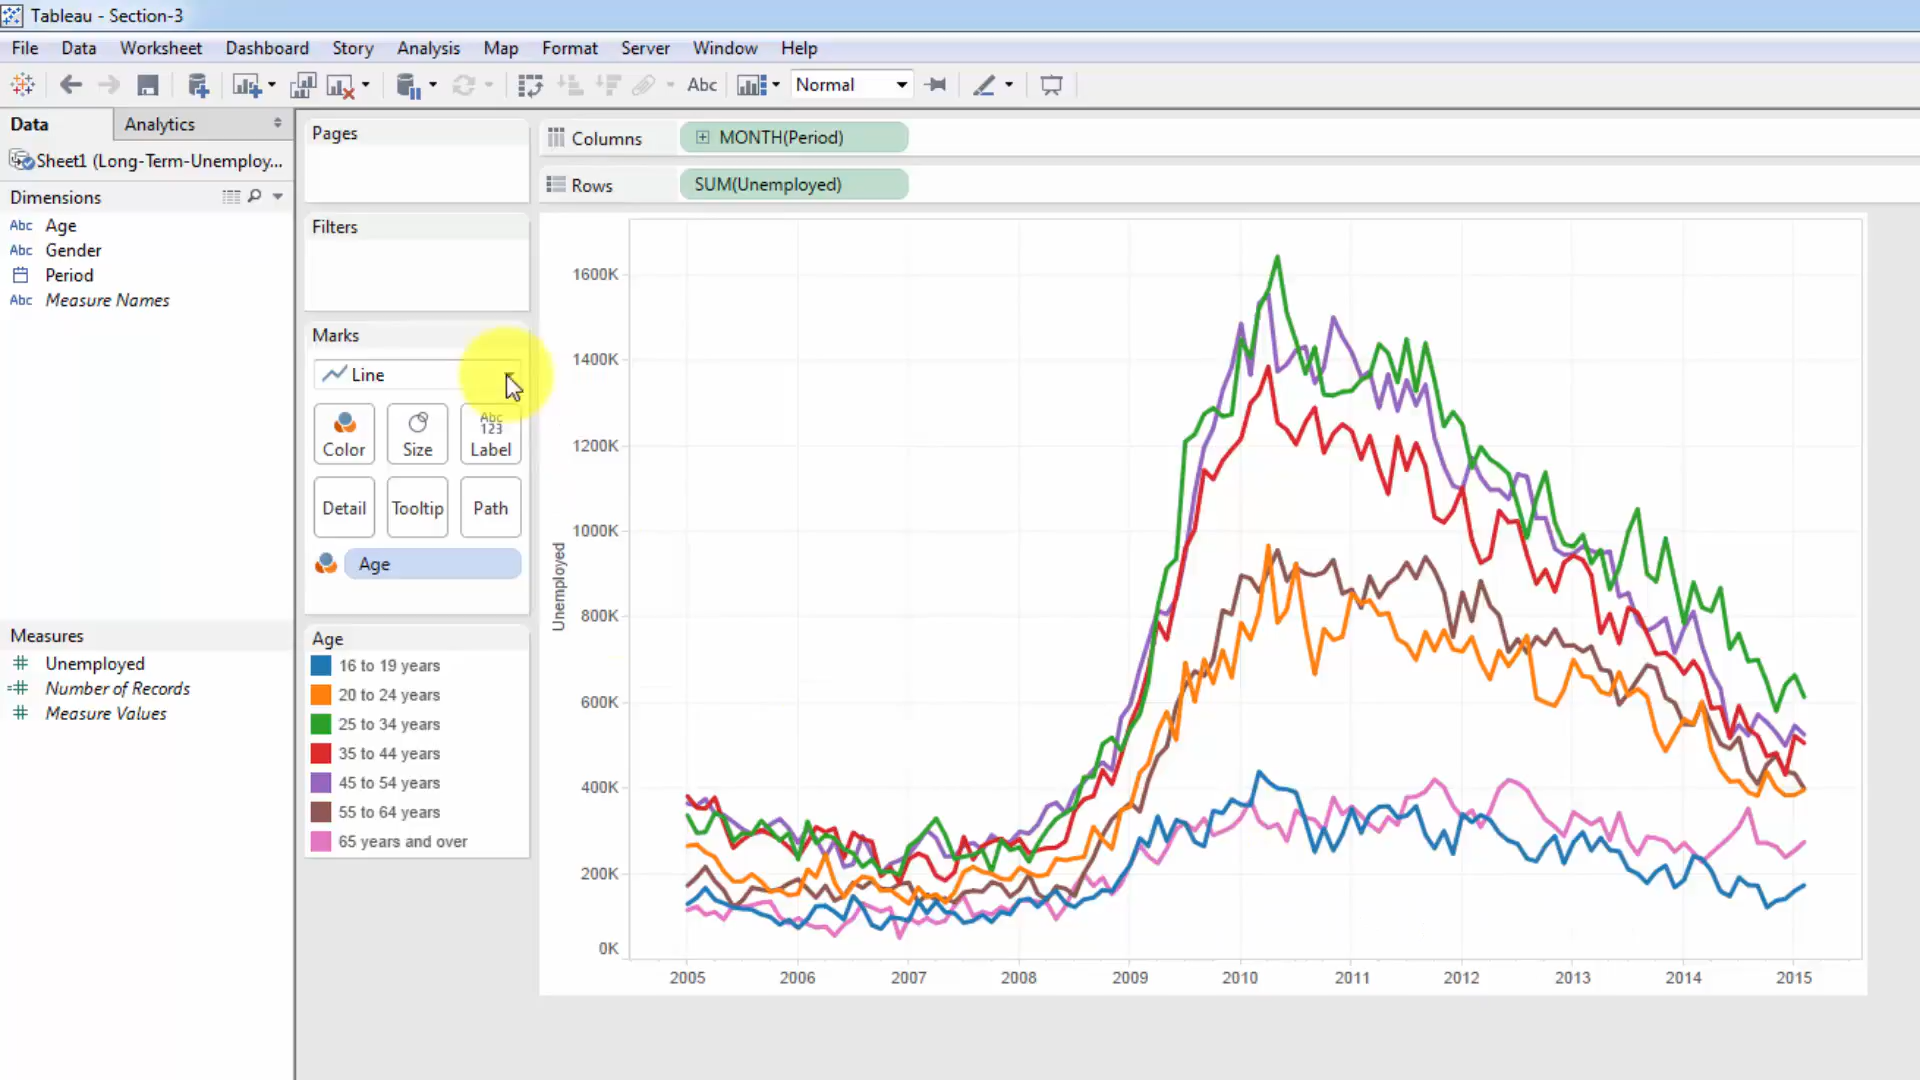 Tableau - Section-3
File Data Worksheet Dashboard Story Analysis Map Format Server Window Help
Abc Normal
Data Analytics
Sheet1 (Long-Term-Unemploy...
Dimensions
Abc Age
Abc Gender
Period
Abc Measure Names
Measures
Unemployed
Number of Records
Measure Values
Pages
Filters
Marks
Line
Color
Size
Abc
123
Label
Detail
Tooltip
Path
Age
Age
16 to 19 years
20 to 24 years
25 to 34 years
35 to 44 years
45 to 54 years
55 to 64 years
65 years and over
Columns MONTH(Period)
Rows SUM(Unemployed)
Unemployed
1600K
1400K
1200K
1000K
800K
600K
400K
200K
0K
2005 2006 2007 2008 2009 2010 2011 2012 2013 2014 2015